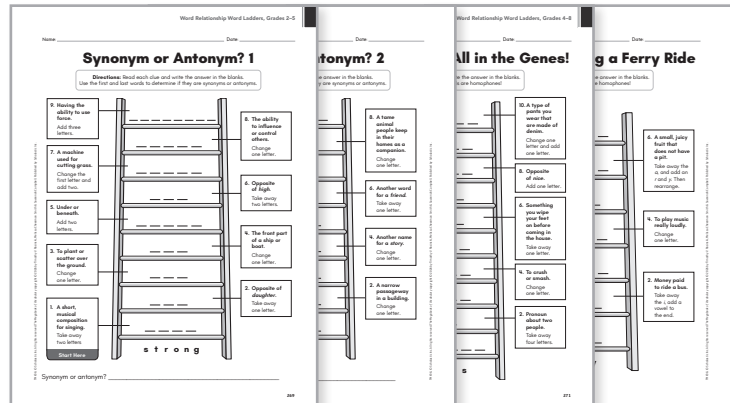 Word Relationship Word Ladders, Grades 2–5
Name
Date
Synonym or Antonym? 1
Directions: Read each clue and write the answer in the blanks.
Use the first and last words to determine if they are synonyms or antonyms.
9. Having the
ability to use
force.
Add three
letters.
7. A machine
used for
cutting grass.
Change the
first letter and
add two.
5. Under or
beneath.
Add two
letters.
3. To plant or
scatter over
the ground.
Change
one letter.
1. A short,
musical
composition
for singing.
Take away
two letters
Start Here
8. The ability
to influence
or control
others.
Change
one letter.
6. Opposite
of high.
Take away
two letters.
4. The front part
of a ship or
boat.
Change
one letter.
2. Opposite of
daughter.
Take away
one letter.
strong
Synonym or antonym?
269
Date
tonym? 2
e answer in the blanks.
y are synonyms or antonyms.
8. A tame
animal
people keep
in their
homes as a
companion.
Change
one letter.
6. Another word
for a friend.
Take away
one letter.
4. Another name
for a story.
Change
one letter.
2. A narrow
passageway
in a building.
Change
one letter.
Word Relationship Word Ladders, Grades 4–8
Date
All in the Genes!
te the answer in the blanks.
s are homophones!
10. A type of
pants you
wear that
are made of
denim.
Change one
letter and add
one letter.
8. Opposite
of nice.
Add one letter.
6. Something
you wipe
your feet
on before
coming in
the house.
Take away
one letter.
4. To crush
or smash.
Change
one letter.
2. Pronoun
about two
people.
Take away
four letters.
s
271
Date
g a Ferry Ride
e the answer in the blanks.
homophones!
6. A small, juicy
fruit that
does not have
a pit.
Take away the
a, and add an
r and y. Then
rearrange.
4. To play music
really loudly.
Change
one letter.
2. Money paid
to ride a bus.
Take away
the i, add a
vowel to
the end.